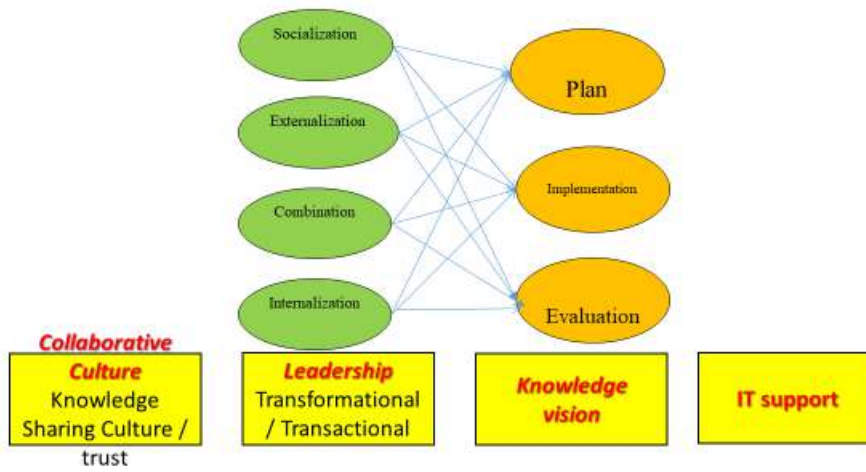 Socialization
Plan
Externalization
Implementation
Combination
Internalization
Evaluation
Collaborative
Culture
Knowledge
Sharing Culture /
trust
Leadership
Transformational
/ Transactional
Knowledge
vision
IT support